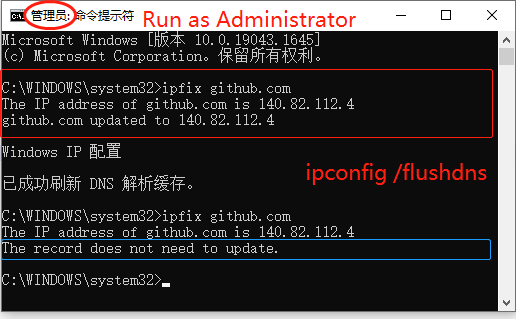 管理员: 命令提示符
Run as Administrator
Microsoft Windows [版本 10.0.19043.1645]
(c) Microsoft Corporation。保留所有权利。
C:\WINDOWS\system32>ipfix github.com
The IP address of github.com is 140.82.112.4
github.com updated to 140.82.112.4
Windows IP 配置
已成功刷新 DNS 解析缓存。
ipconfig /flushdns
C:\WINDOWS\system32>ipfix github.com
The IP address of github.com is 140.82.112.4
The record does not need to update.
C:\WINDOWS\system32>